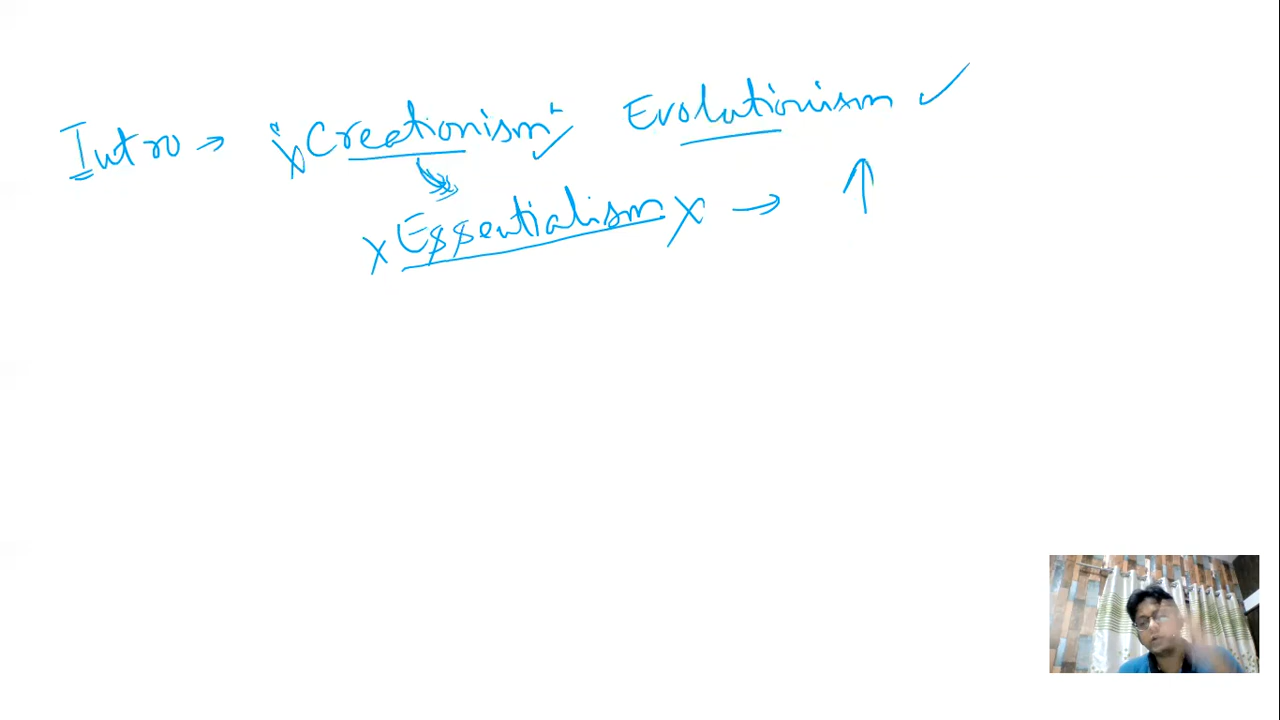 Intro → x Creationism Evolutionism ✓
x Essentialism x → ↑